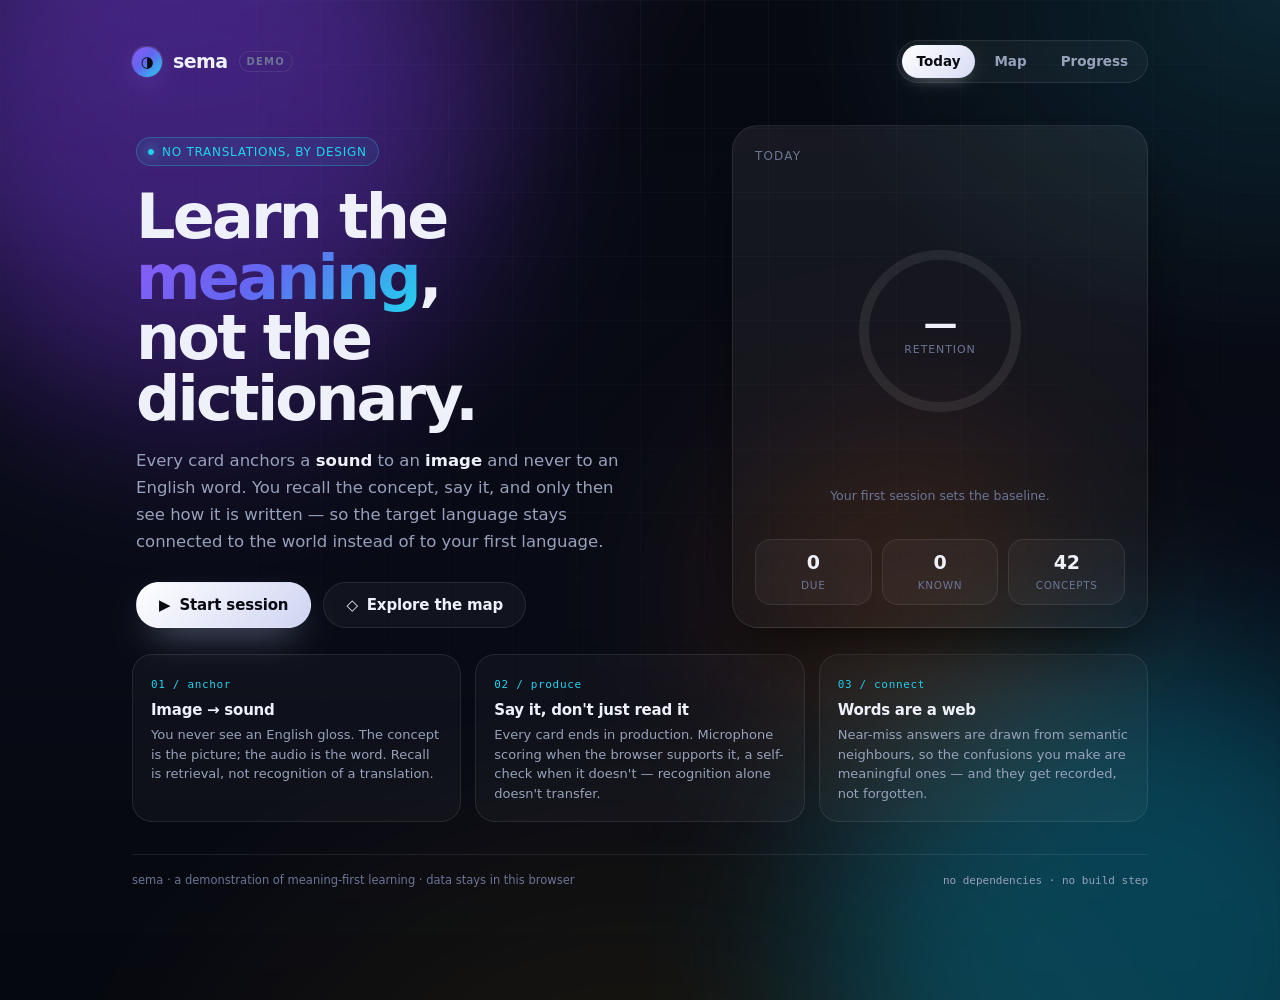 sema DEMO
Today Map Progress
NO TRANSLATIONS, BY DESIGN
Learn the
meaning,
not the
dictionary.
Every card anchors a sound to an image and never to an
English word. You recall the concept, say it, and only then
see how it is written — so the target language stays
connected to the world instead of to your first language.
▶ Start session
◇ Explore the map
TODAY
—
RETENTION
Your first session sets the baseline.
0
DUE
0
KNOWN
42
CONCEPTS
01 / anchor
Image → sound
You never see an English gloss. The concept
is the picture; the audio is the word. Recall
is retrieval, not recognition of a translation.
02 / produce
Say it, don't just read it
Every card ends in production. Microphone
scoring when the browser supports it, a self-
check when it doesn't — recognition alone
doesn't transfer.
03 / connect
Words are a web
Near-miss answers are drawn from semantic
neighbours, so the confusions you make are
meaningful ones — and they get recorded,
not forgotten.
sema · a demonstration of meaning-first learning · data stays in this browser
no dependencies · no build step